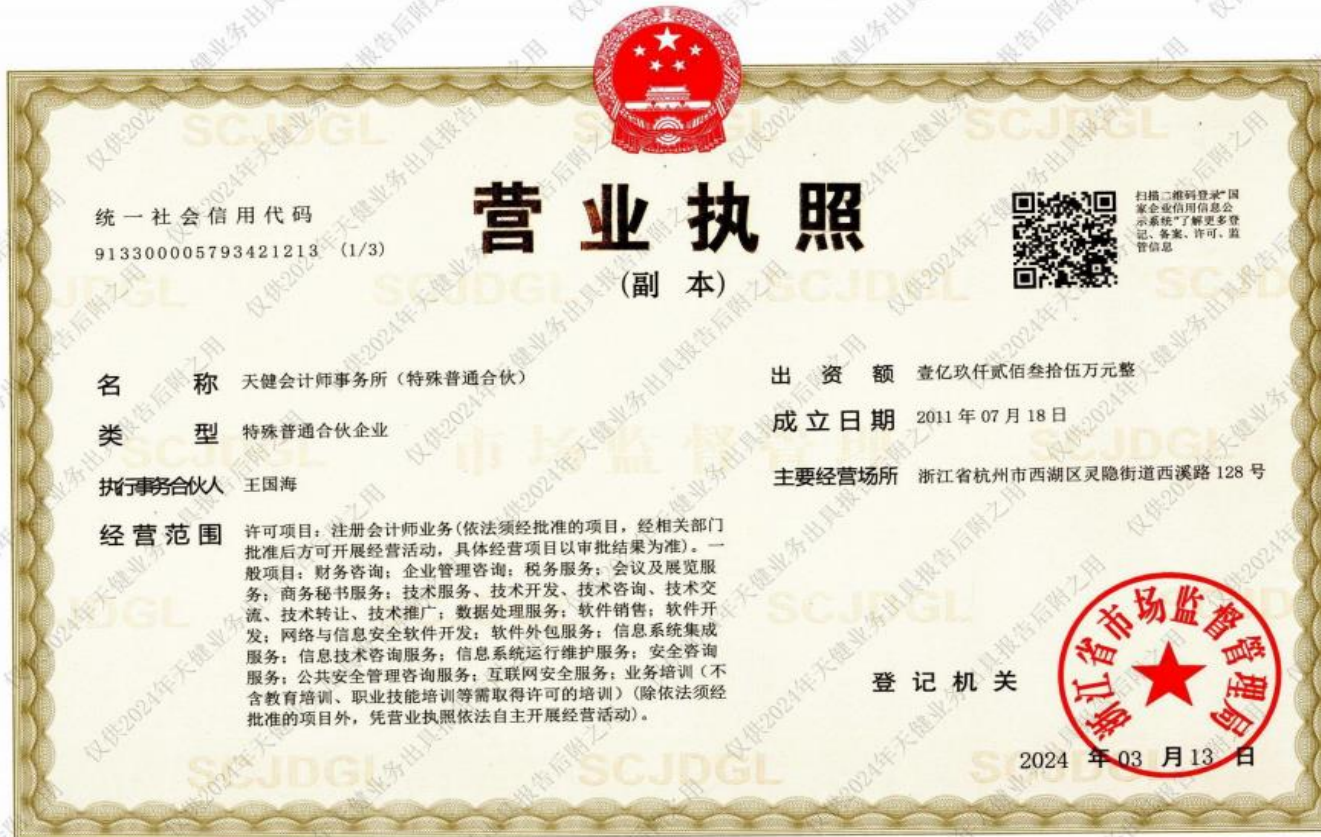 营业执照
(副 本)
统一社会信用代码
913300005793421213 (1/3)
扫描二维码登录"国
家企业信用信息公
示系统"了解更多登
记、备案、许可、监
管信息
名 称 天健会计师事务所（特殊普通合伙）
类 型 特殊普通合伙企业
执行事务合伙人 王国海
经营范围 许可项目：注册会计师业务(依法须经批准的项目，经相关部门
批准后方可开展经营活动，具体经营项目以审批结果为准)。一
般项目：财务咨询；企业管理咨询；税务服务；会议及展览服
务；商务秘书服务；技术服务、技术开发、技术咨询、技术交
流、技术转让、技术推广；数据处理服务；软件销售；软件开
发；网络与信息安全软件开发；软件外包服务；信息系统集成
服务；信息技术咨询服务；信息系统运行维护服务；安全咨询
服务；公共安全管理咨询服务；互联网安全服务；业务培训（不
含教育培训、职业技能培训等需取得许可的培训）(除依法须经
批准的项目外，凭营业执照依法自主开展经营活动)。
出 资 额 壹亿玖仟贰佰叁拾伍万元整
成立日期 2011 年 07 月 18 日
主要经营场所 浙江省杭州市西湖区灵隐街道西溪路 128 号
登记机关
浙江省市场监督管理局
2024 年 03 月 13 日
SCJDGL
市场监督管理
仅供2024年天健业务出具报告后附之用